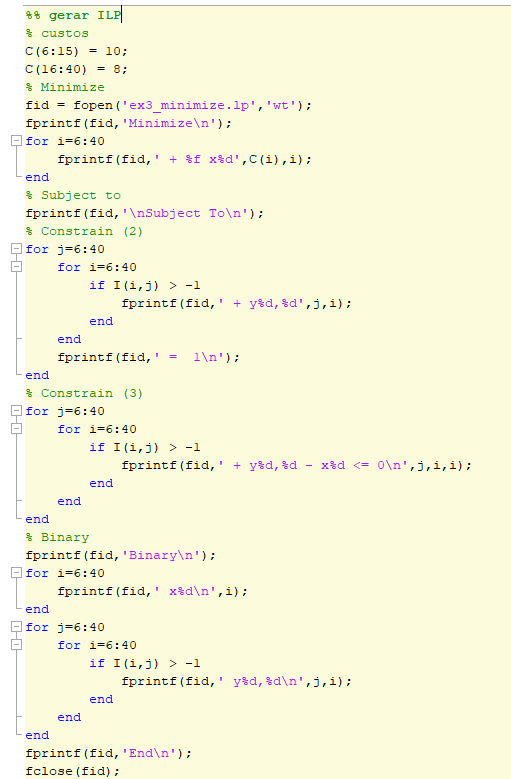 %% gerar ILP
% custos
C(6:15) = 10;
C(16:40) = 8;
% Minimize
fid = fopen('ex3_minimize.lp','wt');
fprintf(fid,'Minimize\n');
for i=6:40
    fprintf(fid,' + %f x%d',C(i),i);
end
% Subject to
fprintf(fid,'\nSubject To\n');
% Constrain (2)
for j=6:40
    for i=6:40
        if I(i,j) > -1
            fprintf(fid,' + y%d,%d',j,i);
        end
    end
    fprintf(fid,' =  1\n');
end
% Constrain (3)
for j=6:40
    for i=6:40
        if I(i,j) > -1
            fprintf(fid,' + y%d,%d - x%d <= 0\n',j,i,i);
        end
    end
end
% Binary
fprintf(fid,'Binary\n');
for i=6:40
    fprintf(fid,' x%d\n',i);
end
for j=6:40
    for i=6:40
        if I(i,j) > -1
            fprintf(fid,' y%d,%d\n',j,i);
        end
    end
end
fprintf(fid,'End\n');
fclose(fid);